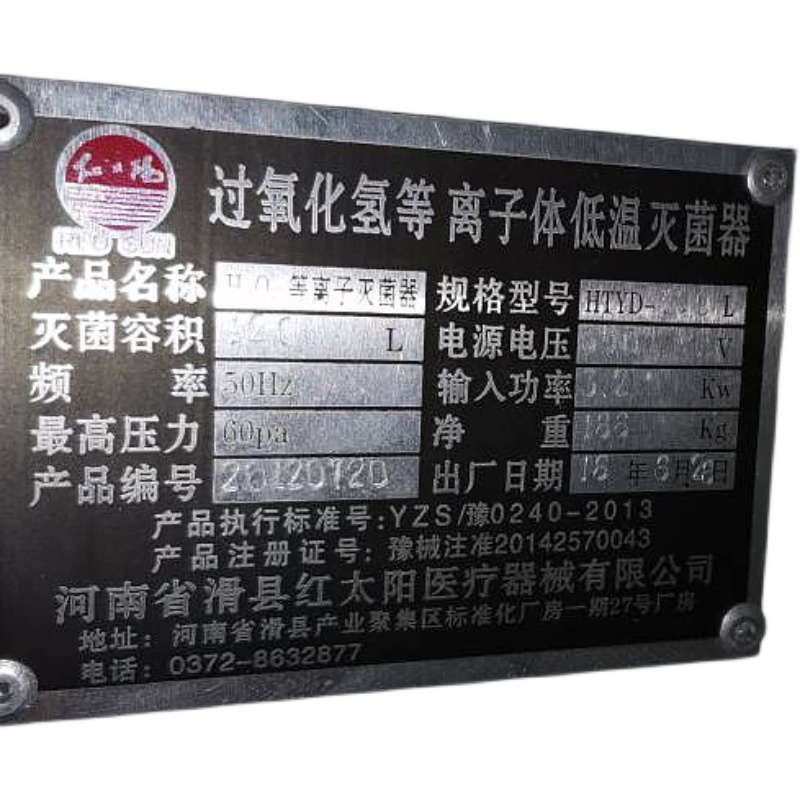 红太阳
过氧化氢等离子体低温灭菌器
产品名称 H₂O₂等离子灭菌器 规格型号 HTYD- L
灭菌容积 L 电源电压 V
频率 50Hz 输入功率 Kw
最高压力 60pa 净重 Kg
产品编号 出厂日期 年 月 日
产品执行标准号:YZS/豫0240-2013
产品注册证号:豫械注准20142570043
河南省滑县红太阳医疗器械有限公司
地址:河南省滑县产业聚集区标准化厂房一期27号厂房
电话:0372-8632877